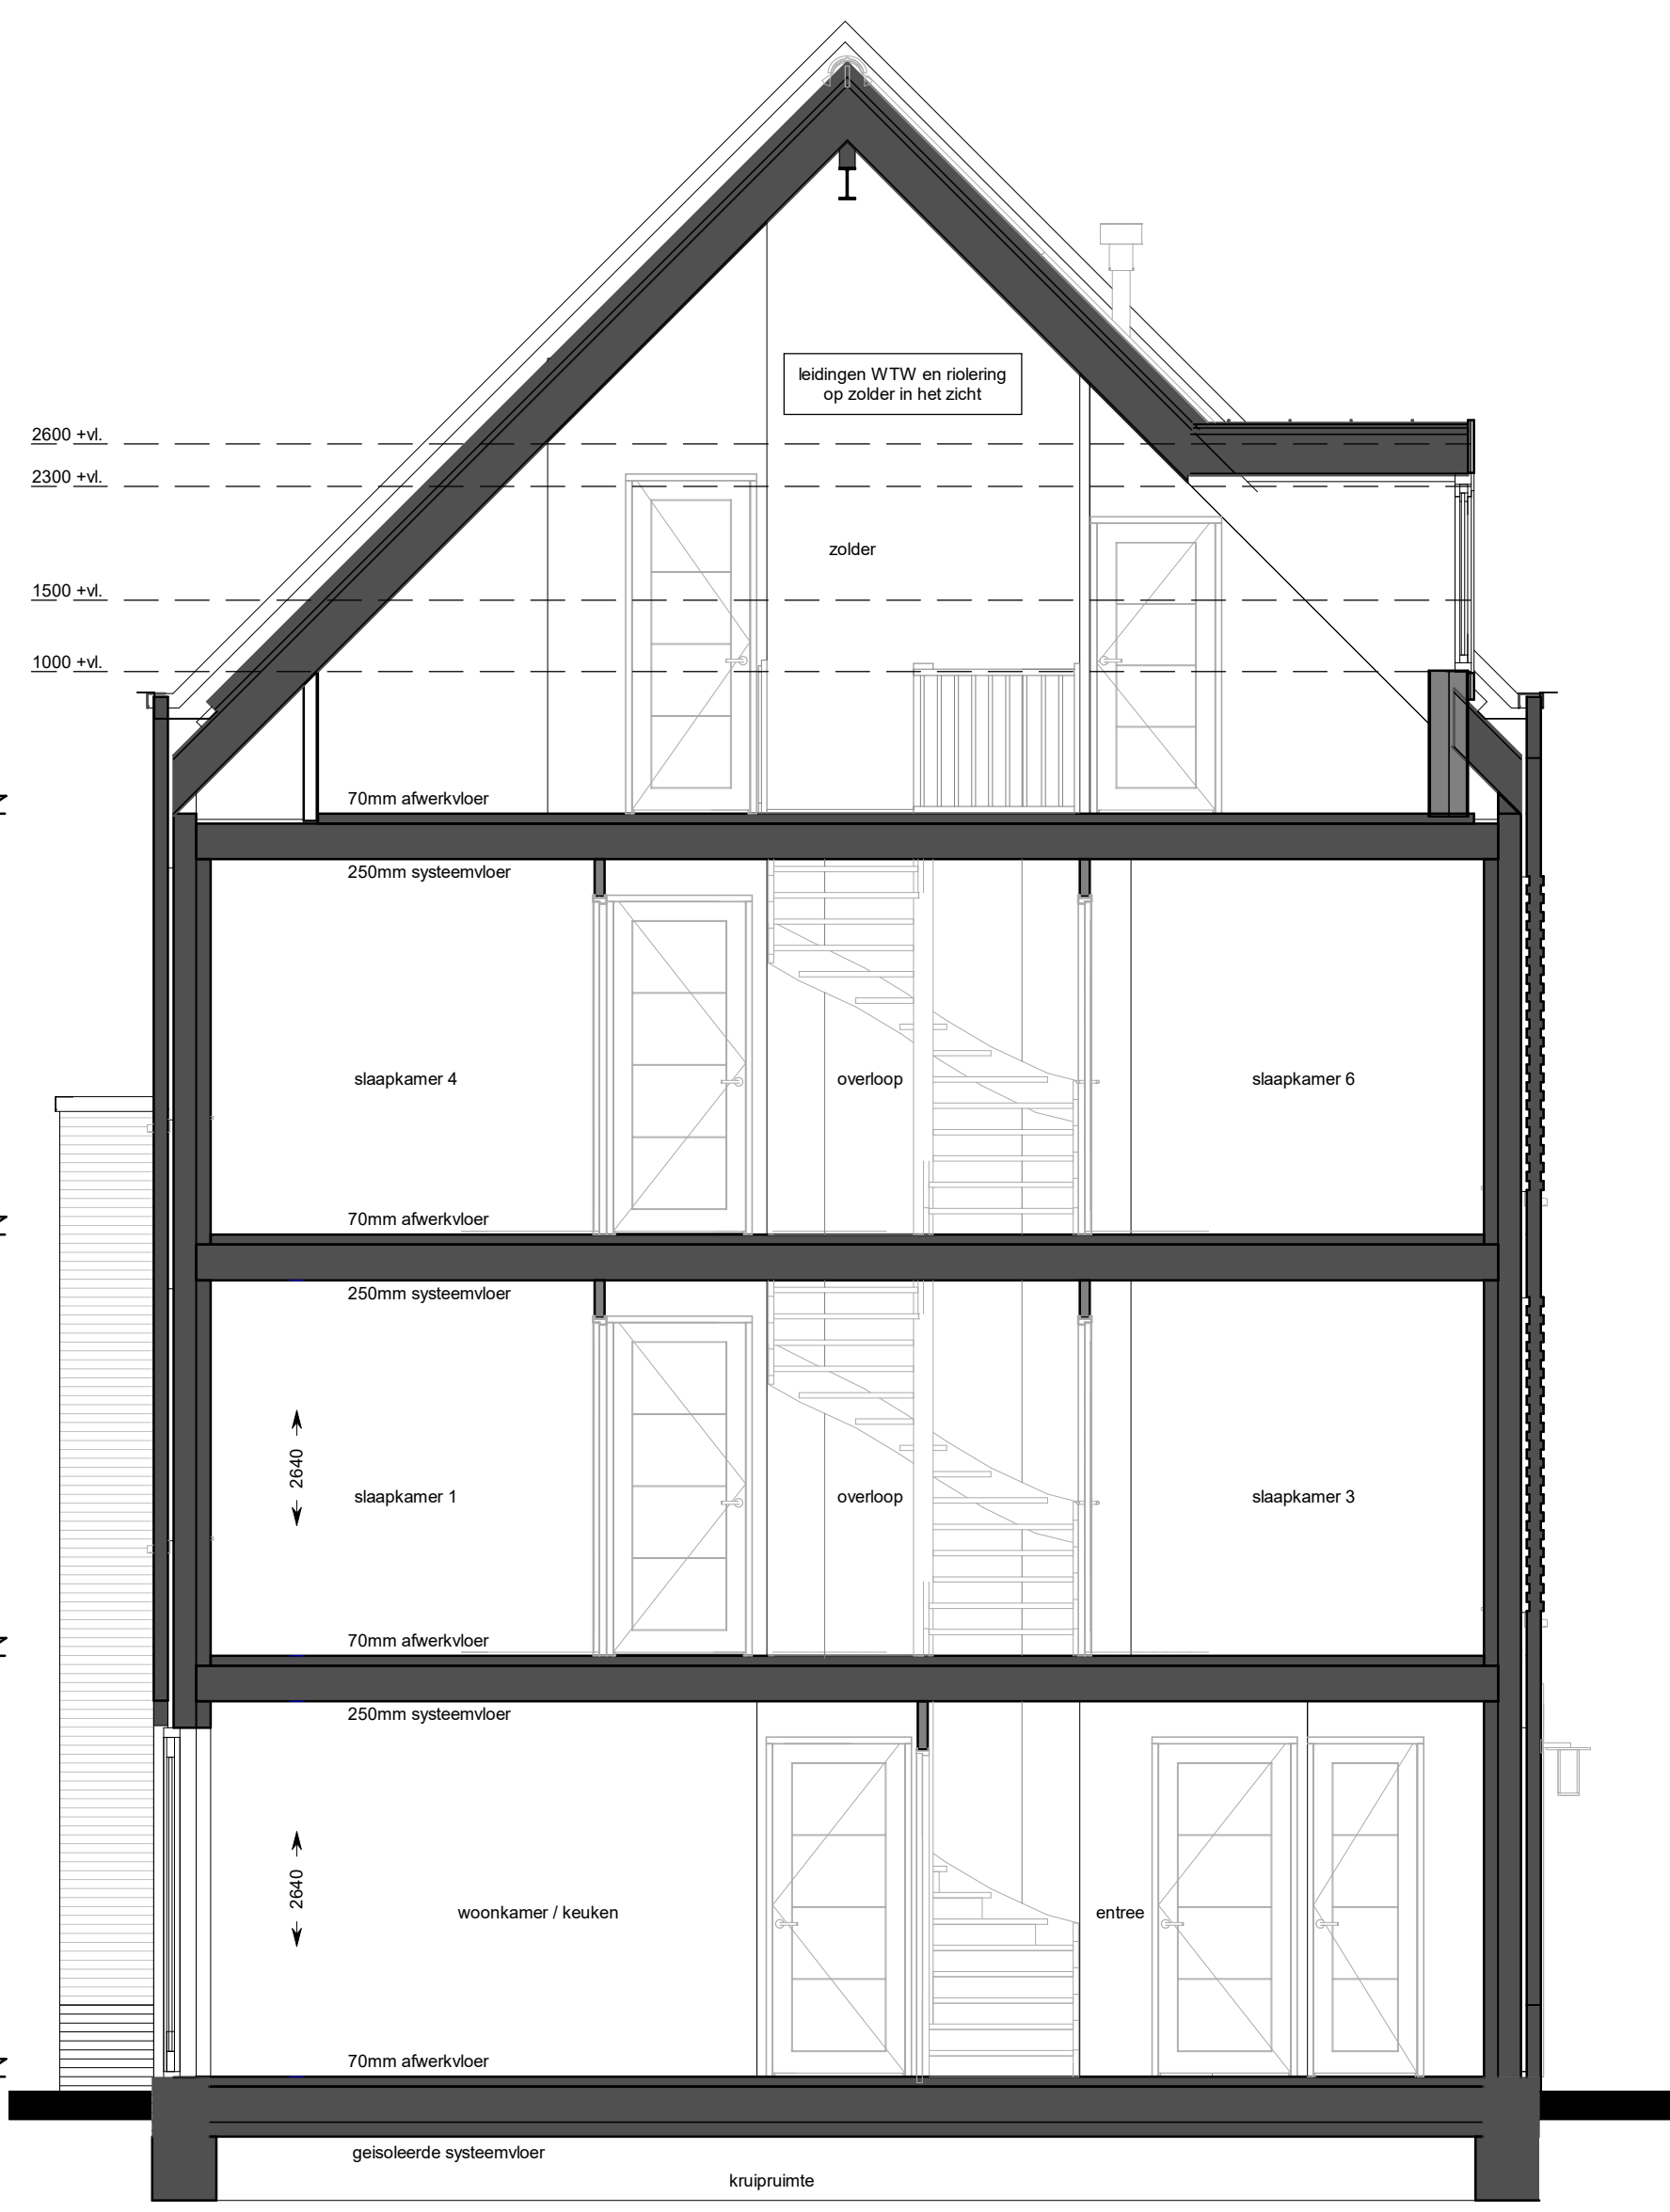 leidingen WTW en riolering
op zolder in het zicht
2600 +vl.
2300 +vl.
zolder
1500 +vl.
1000 +vl.
70mm afwerkvloer
250mm systeemvloer
slaapkamer 4
overloop
slaapkamer 6
70mm afwerkvloer
250mm systeemvloer
2640
slaapkamer 1
overloop
slaapkamer 3
70mm afwerkvloer
250mm systeemvloer
2640
woonkamer / keuken
entree
70mm afwerkvloer
geisoleerde systeemvloer
kruipruimte